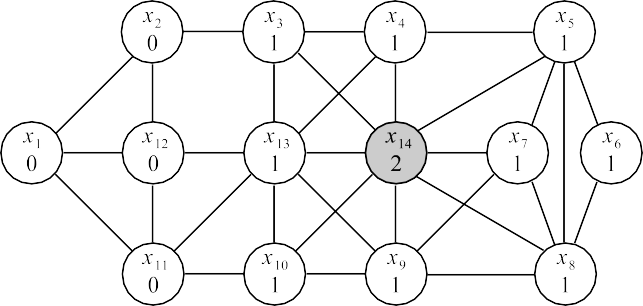 x₂ x₃ x₄ x₅
0 1 1 1
x₁ x₁₂ x₁₃ x₁₄ x₇ x₆
0 0 1 2 1 1
x₁₁ x₁₀ x₉ x₈
0 1 1 1